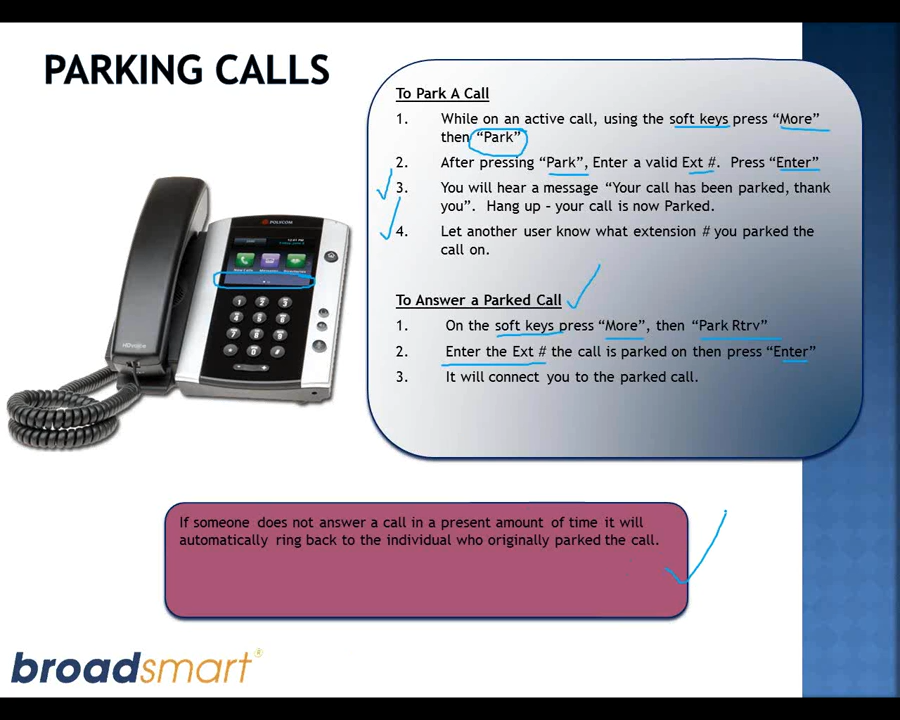 PARKING CALLS
To Park A Call
1. While on an active call, using the soft keys press “More”
then “Park”
2. After pressing “Park”, Enter a valid Ext #. Press “Enter”
3. You will hear a message “Your call has been parked, thank
you”. Hang up – your call is now Parked.
4. Let another user know what extension # you parked the
call on.
To Answer a Parked Call
1. On the soft keys press “More”, then “Park Rtrv”
2. Enter the Ext # the call is parked on then press “Enter”
3. It will connect you to the parked call.
POLYCOM
If someone does not answer a call in a present amount of time it will
automatically ring back to the individual who originally parked the call.
broadsmart